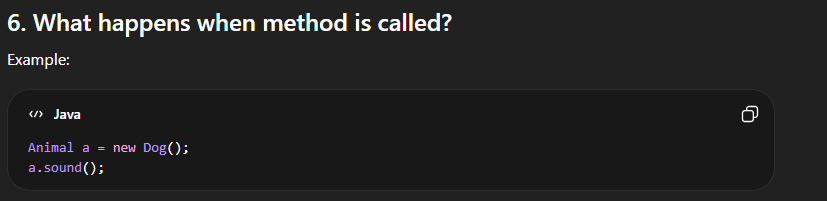 6. What happens when method is called?
Example:
</> Java
Animal a = new Dog();
a.sound();